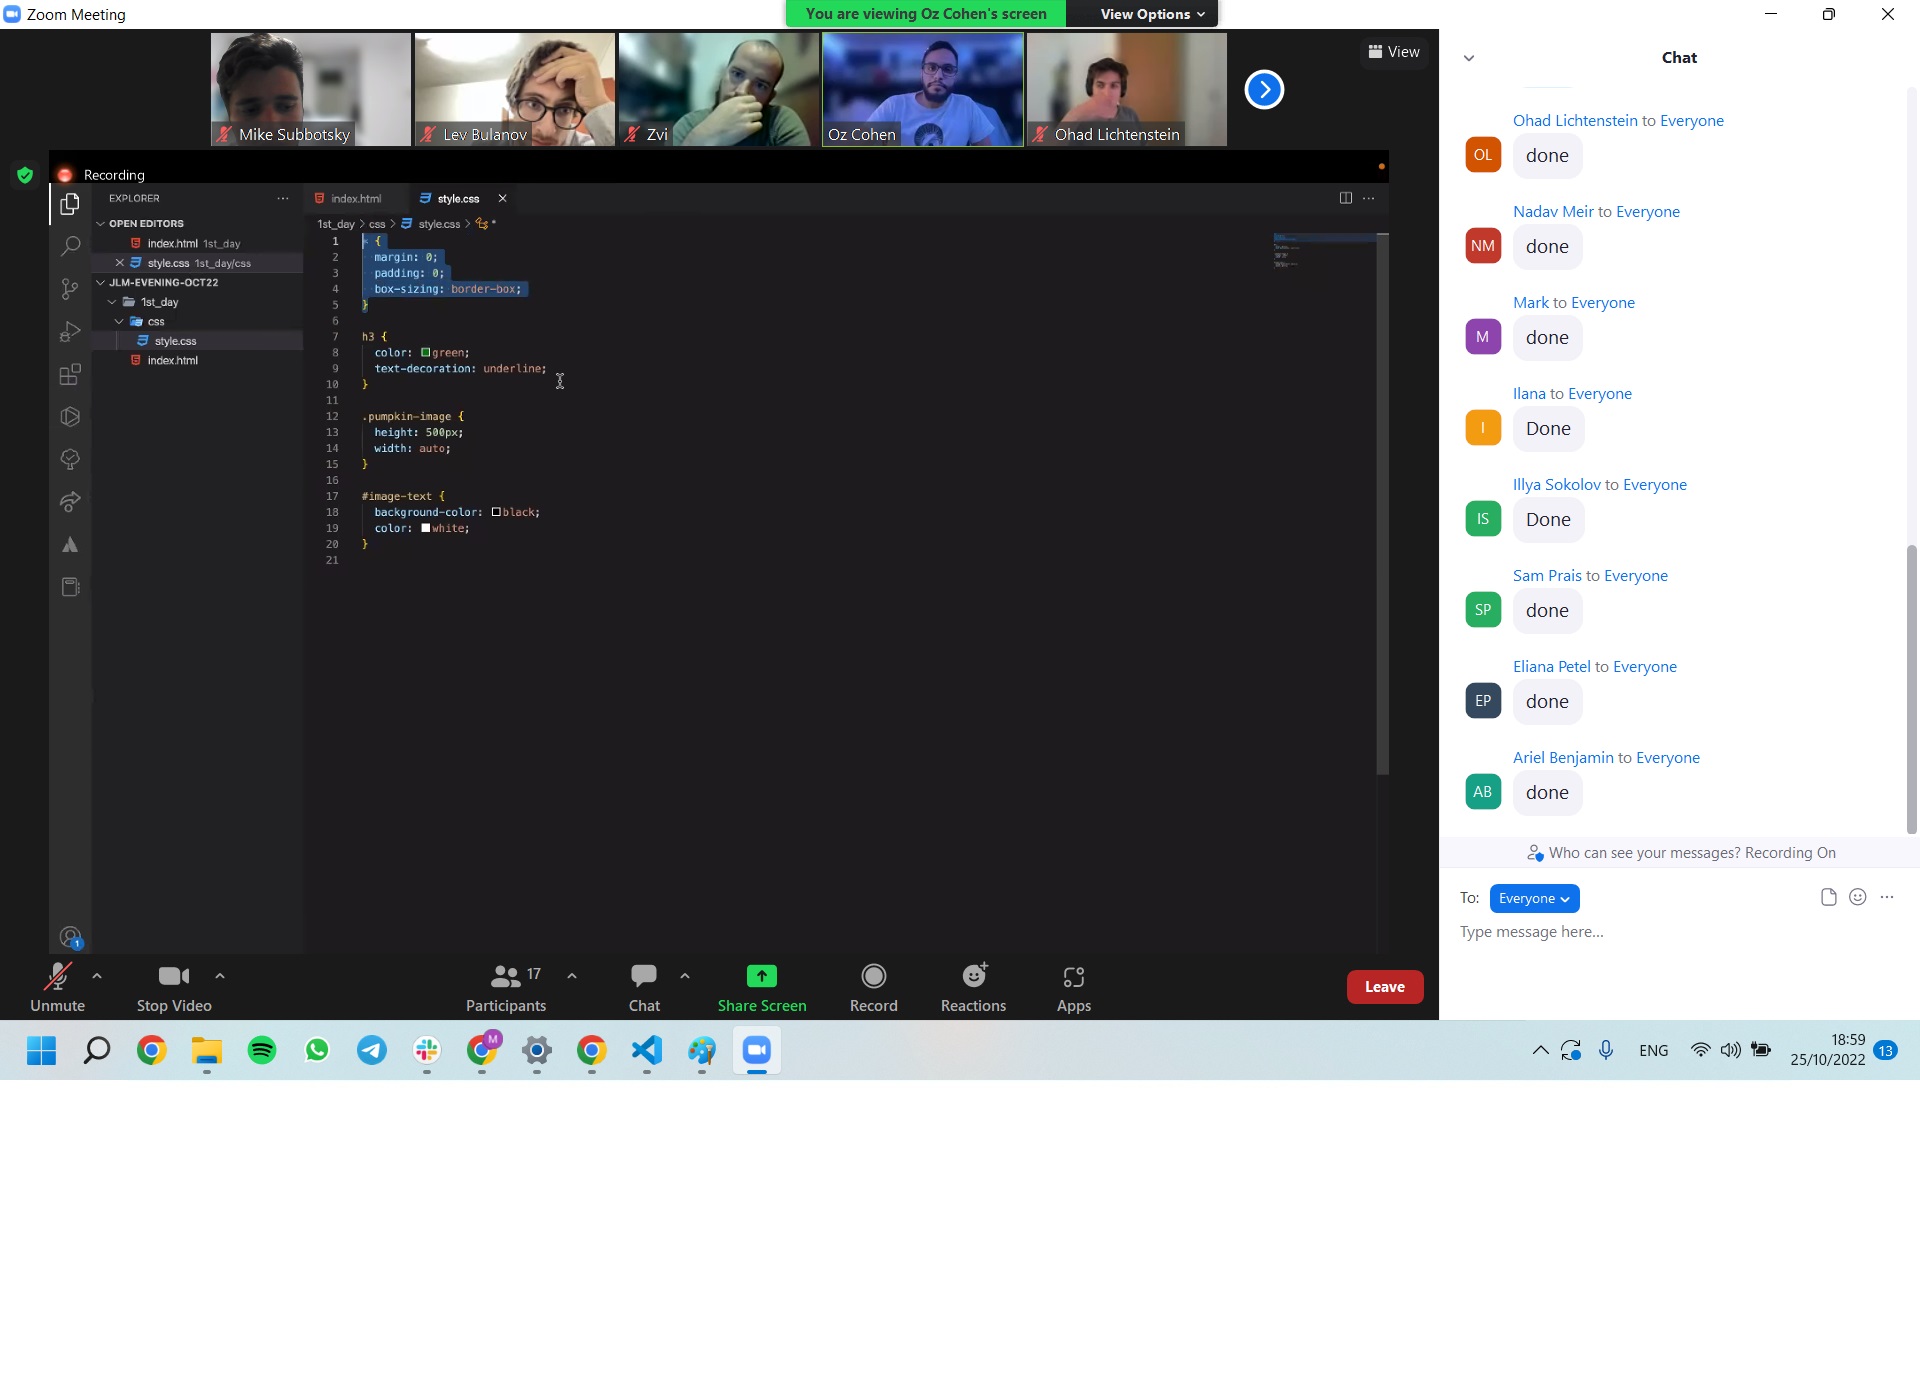 Zoom Meeting
You are viewing Oz Cohen's screen
View Options
View
Mike Subbotsky
Lev Bulanov
Zvi
Oz Cohen
Ohad Lichtenstein
Recording
EXPLORER
OPEN EDITORS
index.html 1st_day
style.css 1st_day/css
JLM-EVENING-OCT22
1st_day
css
style.css
index.html
index.html
style.css
1st_day > css > style.css > *
1 * {
2 margin: 0;
3 padding: 0;
4 box-sizing: border-box;
5 }
6
7 h3 {
8 color: green;
9 text-decoration: underline;
10 }
11
12 .pumpkin-image {
13 height: 500px;
14 width: auto;
15 }
16
17 #image-text {
18 background-color: black;
19 color: white;
20 }
21
1
Unmute
Stop Video
17
Participants
Chat
Share Screen
Record
Reactions
Apps
Leave
Chat
Ohad Lichtenstein to Everyone
OL done
Nadav Meir to Everyone
NM done
Mark to Everyone
M done
Ilana to Everyone
I Done
Illya Sokolov to Everyone
IS Done
Sam Prais to Everyone
SP done
Eliana Petel to Everyone
EP done
Ariel Benjamin to Everyone
AB done
Who can see your messages? Recording On
To: Everyone
Type message here...
M
ENG
18:59
25/10/2022
13